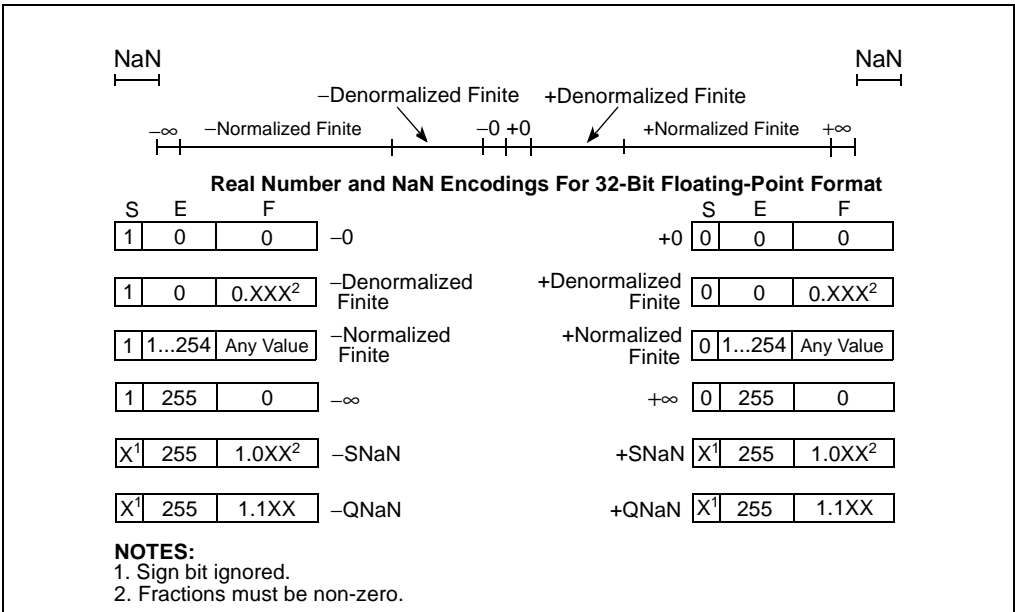 NaN NaN
−Denormalized Finite +Denormalized Finite
−∞ −Normalized Finite −0 +0 +Normalized Finite +∞
Real Number and NaN Encodings For 32-Bit Floating-Point Format
S E F S E F
1 0 0 −0 +0 0 0 0
1 0 0.XXX² −Denormalized Finite +Denormalized Finite 0 0 0.XXX²
1 1...254 Any Value −Normalized Finite +Normalized Finite 0 1...254 Any Value
1 255 0 −∞ +∞ 0 255 0
X¹ 255 1.0XX² −SNaN +SNaN X¹ 255 1.0XX²
X¹ 255 1.1XX −QNaN +QNaN X¹ 255 1.1XX
NOTES:
1. Sign bit ignored.
2. Fractions must be non-zero.